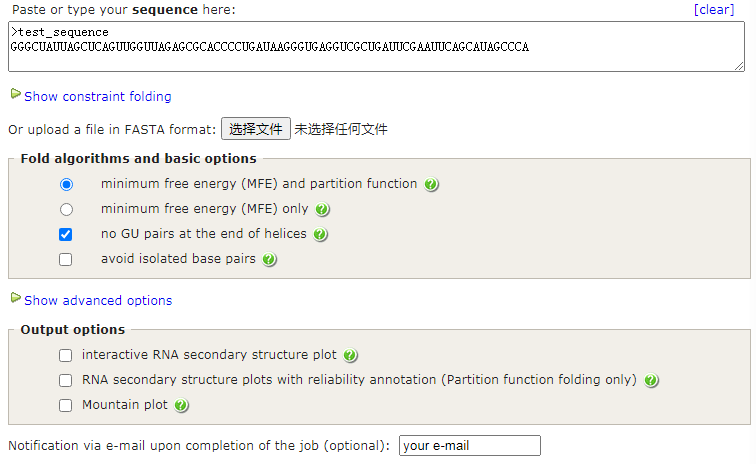 Paste or type your sequence here: [clear]
>test_sequence
GGGCUAUUAGCUCAGUUGGUUAGAGCGCACCCCUGAUAAGGGUGAGGUCGCUGAUUCGAAUUCAGCAUAGCCCA
Show constraint folding
Or upload a file in FASTA format: 选择文件 未选择任何文件
Fold algorithms and basic options
minimum free energy (MFE) and partition function ?
minimum free energy (MFE) only ?
no GU pairs at the end of helices ?
avoid isolated base pairs ?
Show advanced options
Output options
interactive RNA secondary structure plot ?
RNA secondary structure plots with reliability annotation (Partition function folding only) ?
Mountain plot ?
Notification via e-mail upon completion of the job (optional): your e-mail